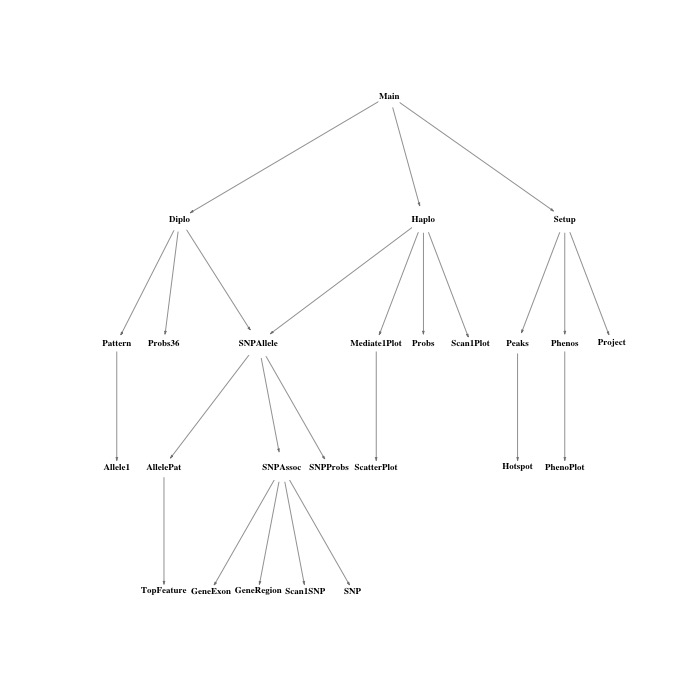 Main
Diplo Haplo Setup
Pattern Probs36 SNPAllele Mediate1Plot Probs Scan1Plot Peaks Phenos Project
Allele1 AllelePat SNPAssoc SNPProbs ScatterPlot Hotspot PhenoPlot
TopFeature GeneExon GeneRegion Scan1SNP SNP